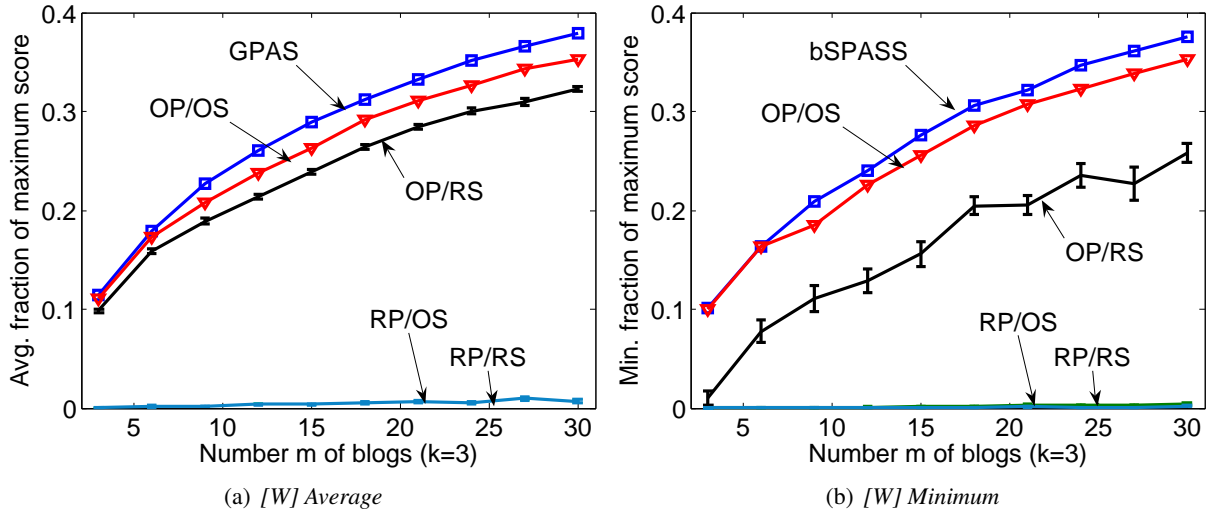 Avg. fraction of maximum score
0.4
0.3
0.2
0.1
0
GPAS
OP/OS
OP/RS
RP/OS
RP/RS
5 10 15 20 25 30
Number m of blogs (k=3)
(a) [W] Average
Min. fraction of maximum score
0.4
0.3
0.2
0.1
0
bSPASS
OP/OS
OP/RS
RP/OS
RP/RS
5 10 15 20 25 30
Number m of blogs (k=3)
(b) [W] Minimum